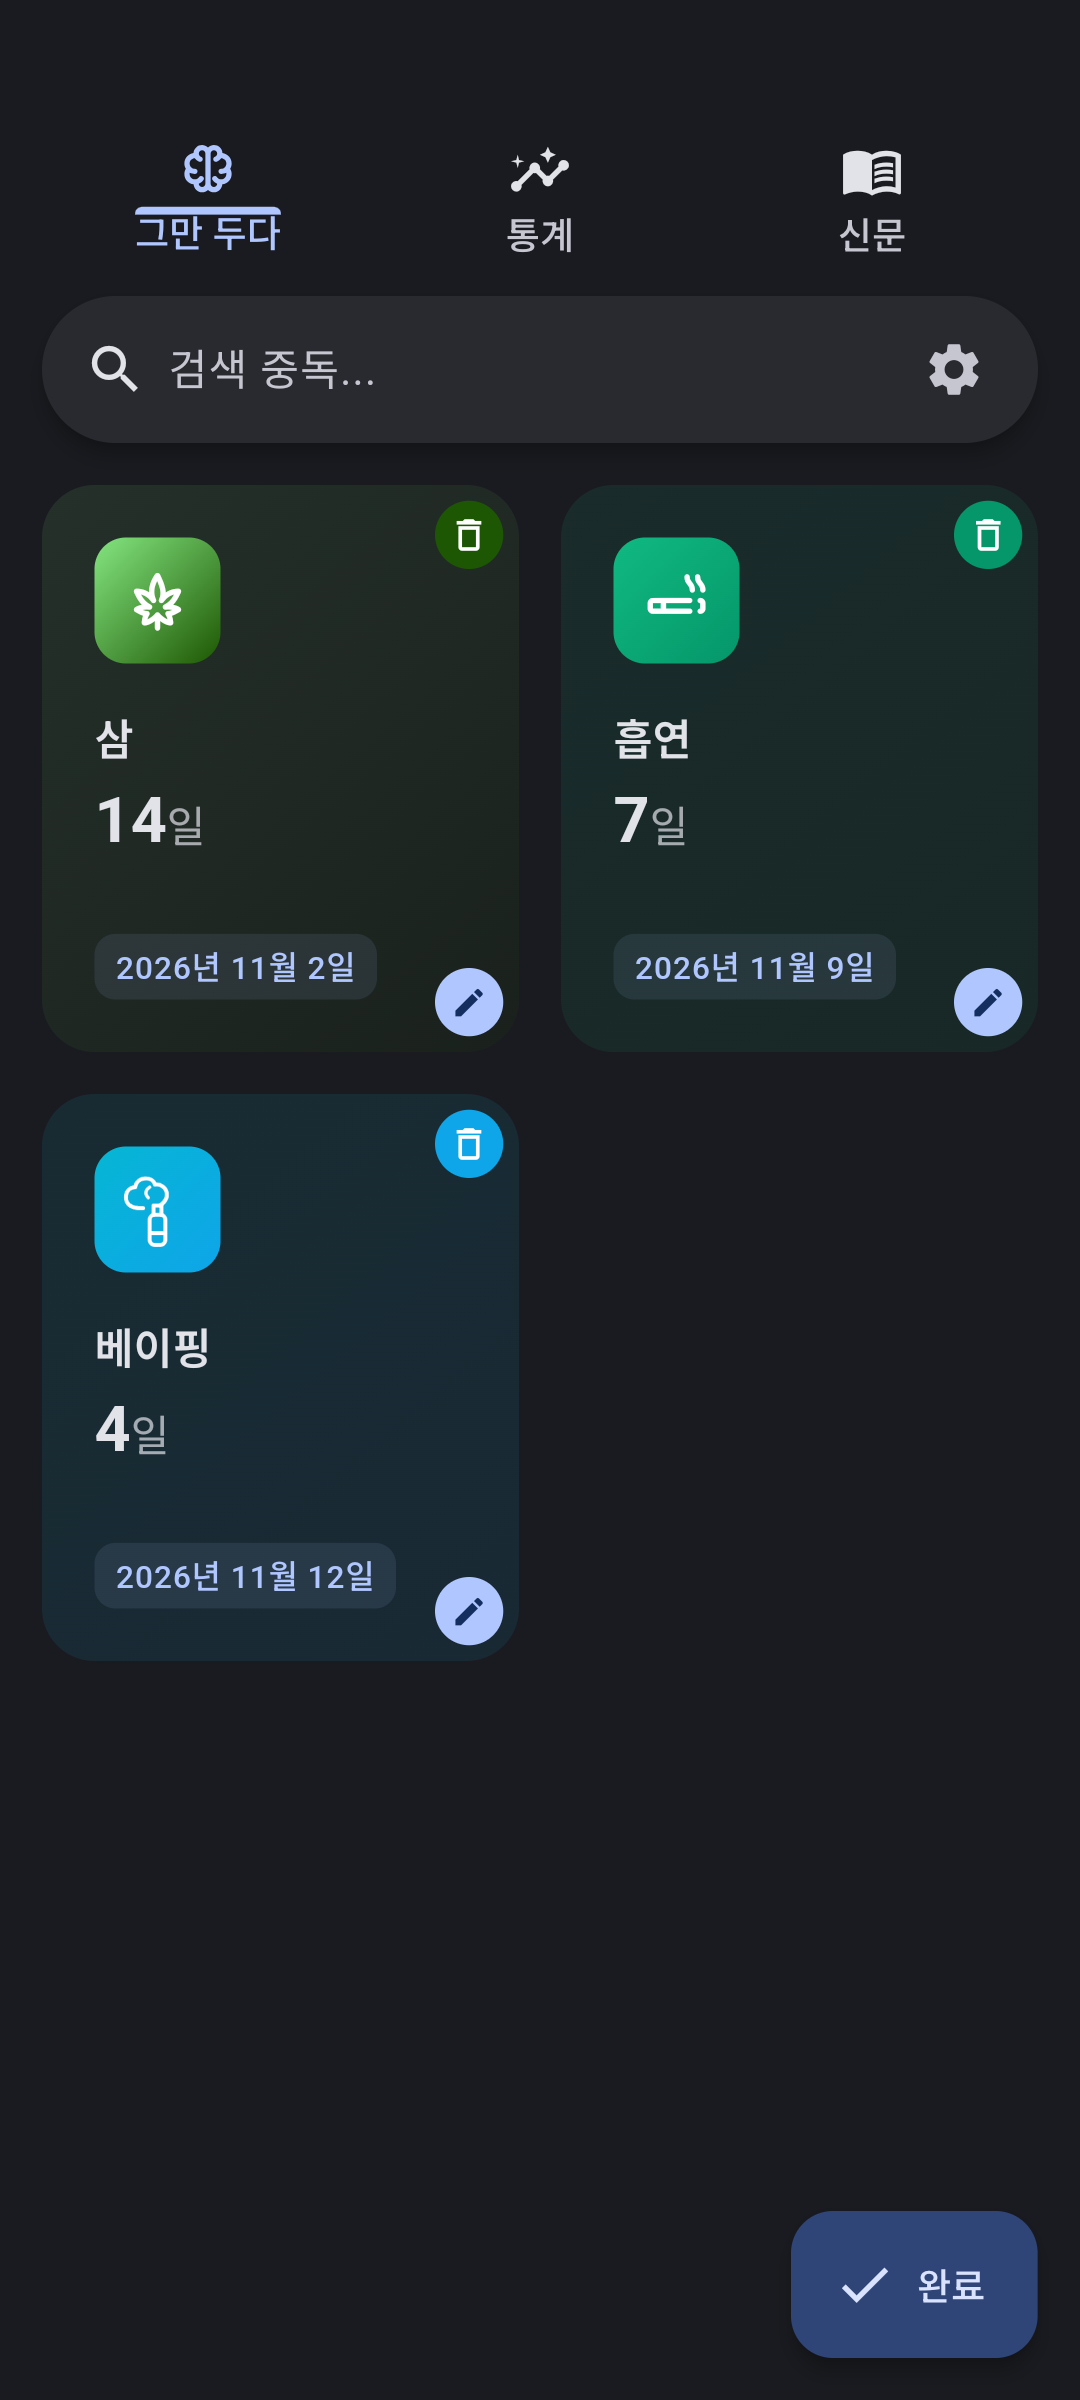 그만 두다
통계
신문
검색 중독...
삼
14일
2026년 11월 2일
흡연
7일
2026년 11월 9일
베이핑
4일
2026년 11월 12일
완료